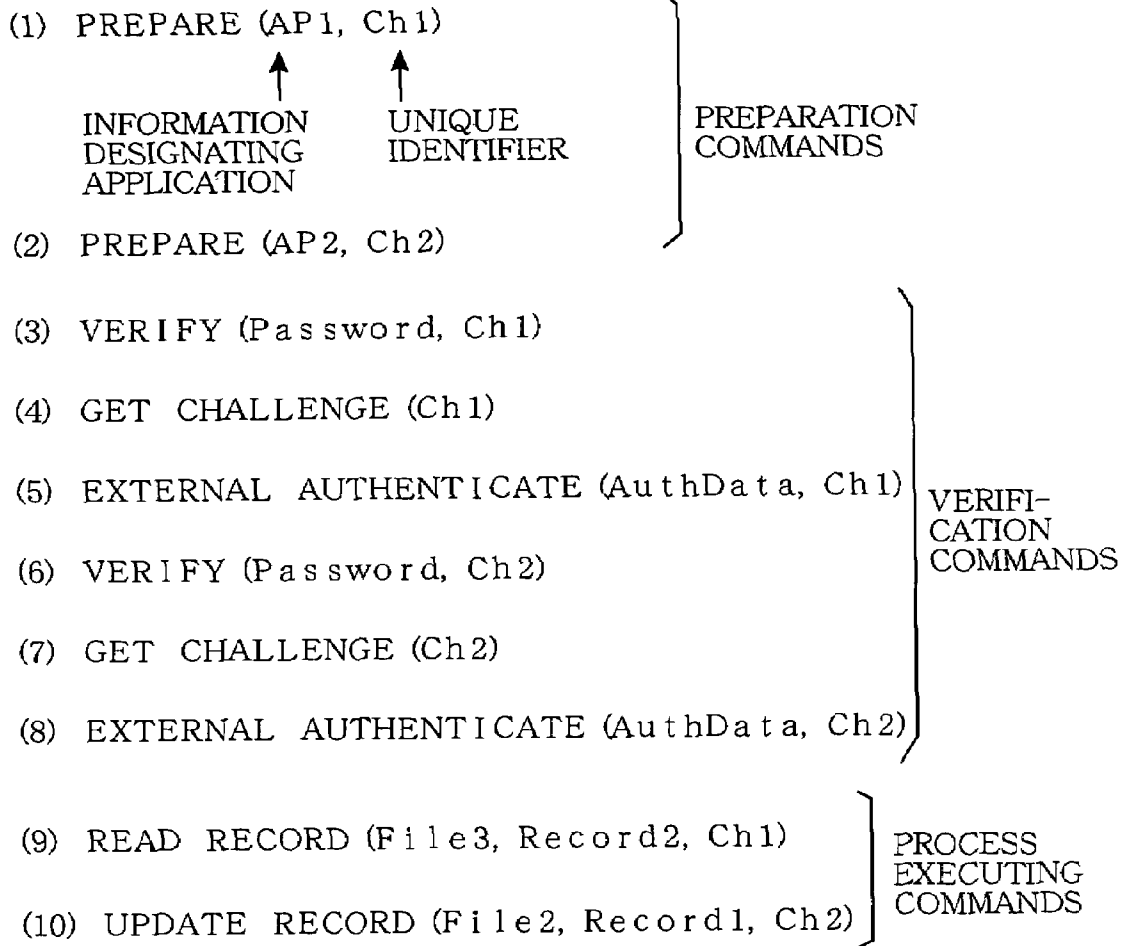 (1) PREPARE (AP1, Ch1)
INFORMATION DESIGNATING APPLICATION
UNIQUE IDENTIFIER
PREPARATION COMMANDS
(2) PREPARE (AP2, Ch2)
(3) VERIFY (Password, Ch1)
(4) GET CHALLENGE (Ch1)
(5) EXTERNAL AUTHENTICATE (AuthData, Ch1)
VERIFI-
CATION
COMMANDS
(6) VERIFY (Password, Ch2)
(7) GET CHALLENGE (Ch2)
(8) EXTERNAL AUTHENTICATE (AuthData, Ch2)
(9) READ RECORD (File3, Record2, Ch1)
PROCESS
EXECUTING
COMMANDS
(10) UPDATE RECORD (File2, Record1, Ch2)